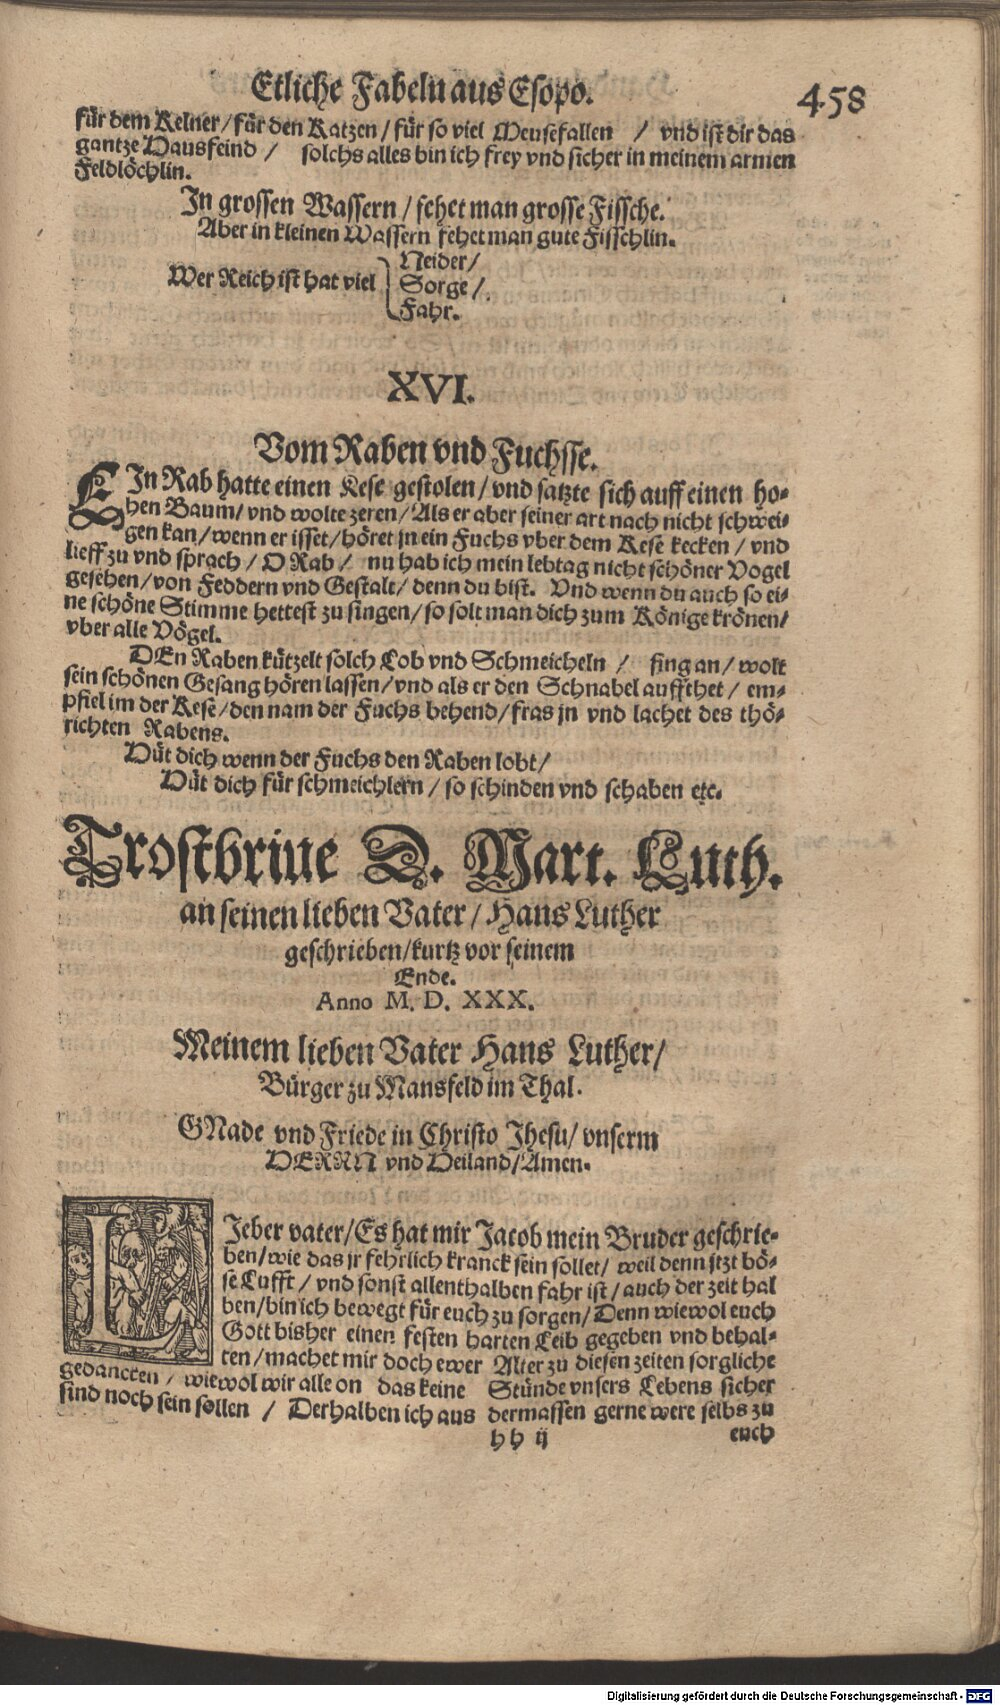 Etliche Fabeln aus Esopo. 458
für dem Kelner/ für den Katzen/ für so viel Meusefallen / vnd ist dir das
gantze Hausfeind / solchs alles bin ich frey vnd sicher in meinem armen
Feldlöchlin.
In grossen Wassern / fehet man grosse Fissche.
Aber in kleinen Wassern fehet man gute Fisschlin.
Neider/
Wer Reich ist hat viel Sorge /
Fahr.
XVI.
Vom Raben vnd Fuchsse.
EIn Rab hatte einen Kese gestolen / vnd satzte sich auff einen ho-
hen Baum/ vnd wolte zeren/ Als er aber seiner art nach nicht schwei-
gen kan/ wenn er isset/ höret jn ein Fuchs vber dem Kese kecken / vnd
lieff zu vnd sprach / O Rab / nu hab ich mein lebtag nicht schöner Vogel
gesehen/ von Feddern vnd Gestalt/ denn du bist. Vnd wenn du auch so ei-
ne schöne Stimme hettest zu singen/ so solt man dich zum Könige krönen/
vber alle Vögel.
DEn Raben kützelt solch Lob vnd Schmeicheln / fing an/ wolt
sein schönen Gesang hören lassen/ vnd als er den Schnabel auffthet / em-
pfiel im der Kese / den nam der Fuchs behend/ fras jn vnd lachet des thö-
richten Rabens.
Hüt dich wenn der Fuchs den Raben lobt/
Hüt dich für schmeichlern / so schinden vnd schaben etc.
Trostbriue D. Mart. Luth.
an seinen lieben Vater/ Hans Luther
geschrieben/ kurtz vor seinem
Ende.
Anno M. D. XXX.
Meinem lieben Vater Hans Luther/
Bürger zu Mansfeld im Thal.
GNade vnd Friede in Christo Jhesu/ vnserm
HERRN vnd Heiland/ Amen.
LJeber vater/ Es hat mir Jacob mein Bruder geschrie-
ben/ wie das jr fehrlich kranck sein sollet/ weil denn jtzt bö-
se Lufft / vnd sonst allenthalben fahr ist / auch der zeit hal
ben/ bin ich bewegt für euch zu sorgen/ Denn wiewol euch
Gott bisher einen festen harten Leib gegeben vnd behal-
ten/ machet mir doch ewer Alter zu diesen zeiten sorgliche
gedancken / wiewol wir alle on das keine Stünde vnsers Lebens sicher
sind noch sein sollen / Derhalben ich aus dermassen gerne were selbs zu
hh ij euch
Digitalisierung gefördert durch die Deutsche Forschungsgemeinschaft - DFG